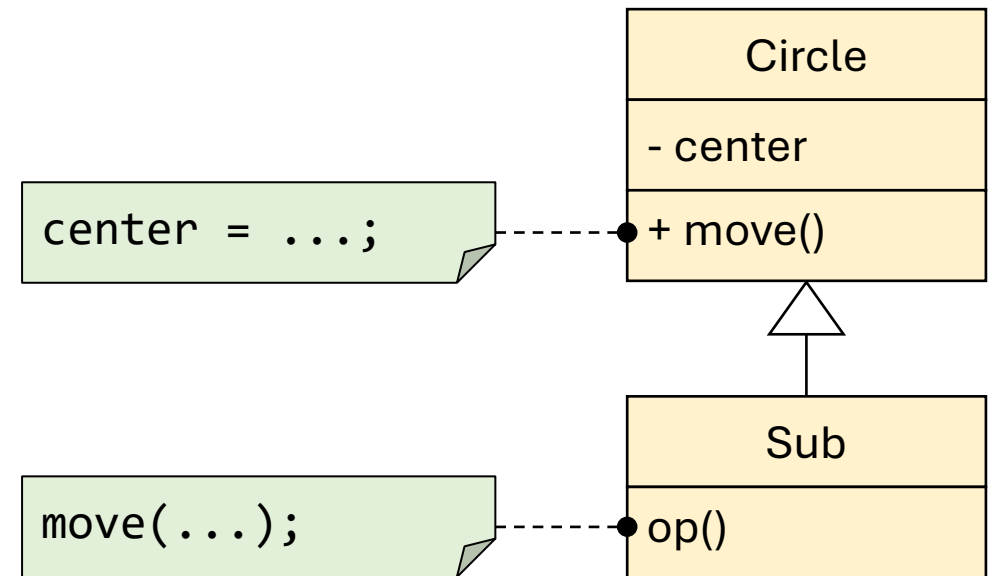 Circle
- center
center = ...;
+ move()
Sub
move(...);
op()